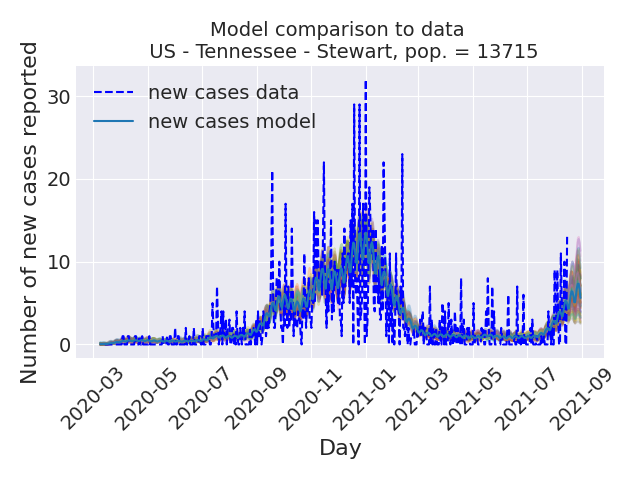 Model comparison to data
US - Tennessee - Stewart, pop. = 13715
Number of new cases reported
30
20
10
0
new cases data
new cases model
2020-03
2020-05
2020-07
2020-09
2020-11
2021-01
2021-03
2021-05
2021-07
2021-09
Day